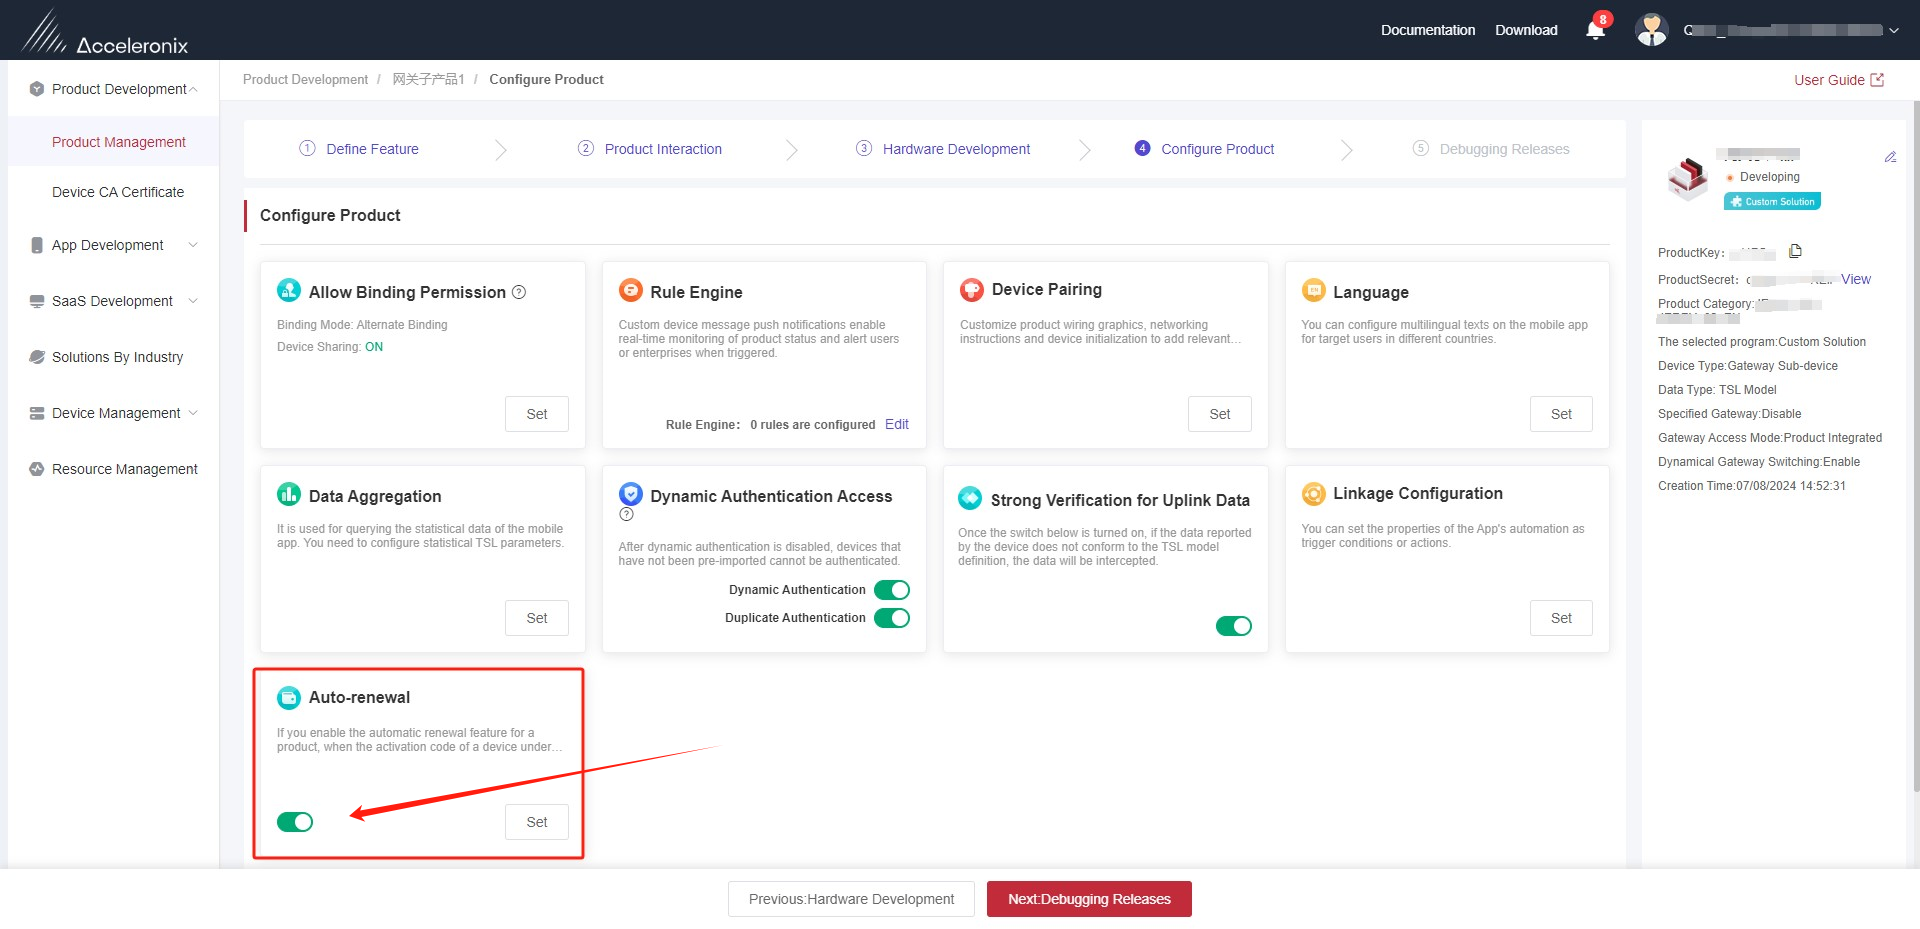 Acceleronix
Documentation
Download
8
Product Development
Product Management
Device CA Certificate
App Development
SaaS Development
Solutions By Industry
Device Management
Resource Management
Product Development / 网关子产品1 / Configure Product
User Guide
1 Define Feature
2 Product Interaction
3 Hardware Development
4 Configure Product
5 Debugging Releases
Configure Product
Allow Binding Permission ?
Binding Mode: Alternate Binding
Device Sharing: ON
Set
Rule Engine
Custom device message push notifications enable
real-time monitoring of product status and alert users
or enterprises when triggered.
Rule Engine: 0 rules are configured Edit
Device Pairing
Customize product wiring graphics, networking
instructions and device initialization to add relevant…
Set
Language
You can configure multilingual texts on the mobile app
for target users in different countries.
Set
Data Aggregation
It is used for querying the statistical data of the mobile
app. You need to configure statistical TSL parameters.
Set
Dynamic Authentication Access
?
After dynamic authentication is disabled, devices that
have not been pre-imported cannot be authenticated.
Dynamic Authentication
Duplicate Authentication
Strong Verification for Uplink Data
Once the switch below is turned on, if the data reported
by the device does not conform to the TSL model
definition, the data will be intercepted.
Linkage Configuration
You can set the properties of the App's automation as
trigger conditions or actions.
Set
Auto-renewal
If you enable the automatic renewal feature for a
product, when the activation code of a device under…
Set
Developing
Custom Solution
ProductKey:
ProductSecret: View
Product Category:
The selected program:Custom Solution
Device Type:Gateway Sub-device
Data Type: TSL Model
Specified Gateway:Disable
Gateway Access Mode:Product Integrated
Dynamical Gateway Switching:Enable
Creation Time:07/08/2024 14:52:31
Previous:Hardware Development
Next:Debugging Releases